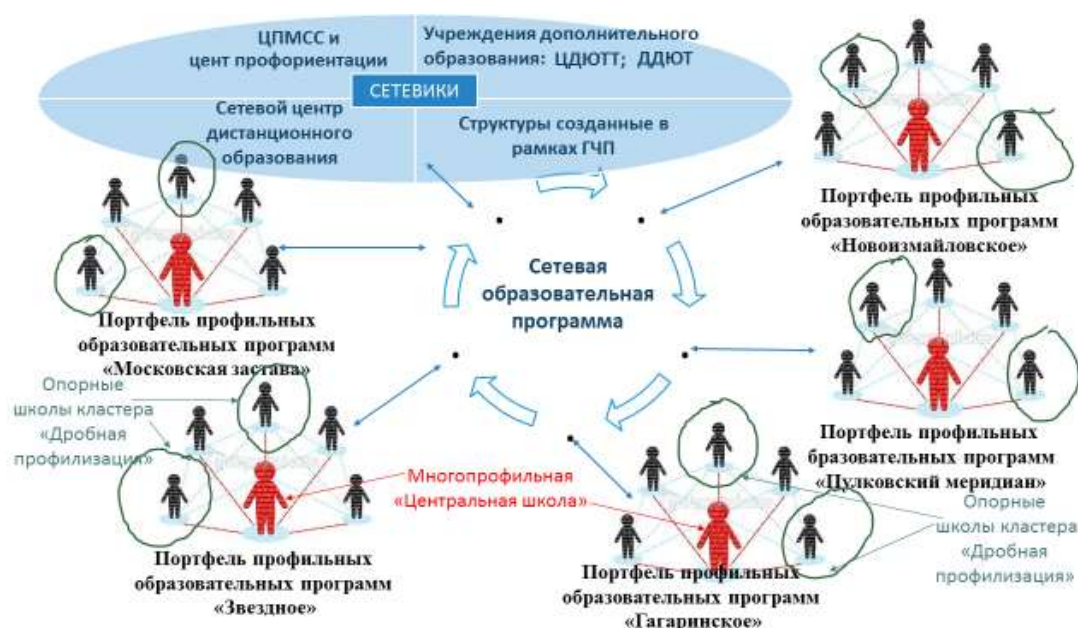 ЦПМСС и
цент профориентации
Учреждения дополнительного
образования: ЦДЮТТ; ДДЮТ
СЕТЕВИКИ
Сетевой центр
дистанционного
образования
Структуры созданные в
рамках ГЧП
Портфель профильных
образовательных программ
«Новоизмайловское»
Сетевая
образовательная
программа
Портфель профильных
образовательных программ
«Московская застава»
Опорные
школы кластера
«Дробная
профилизация»
Портфель профильных
бразовательных программ
«Пулковский меридиан»
Многопрофильная
«Центральная школа»
Опорные
школы кластера
«Дробная
профилизация»
Портфель профильных
образовательных программ
«Звездное»
Портфель профильных
образовательных программ
«Гагаринское»